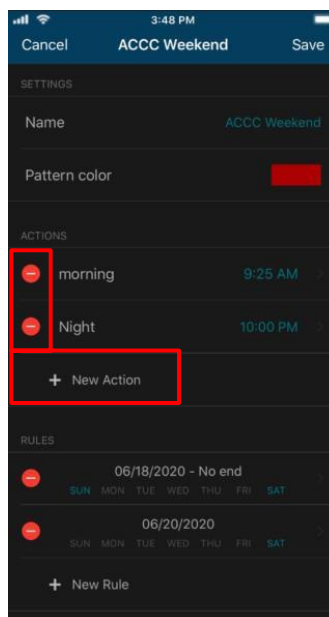 3:48 PM
Cancel ACCC Weekend Save
SETTINGS
Name ACCC Weekend
Pattern color
ACTIONS
morning 9:25 AM
Night 10:00 PM
+ New Action
RULES
06/18/2020 - No end
SUN MON TUE WED THU FRI SAT
06/20/2020
SUN MON TUE WED THU FRI SAT
+ New Rule